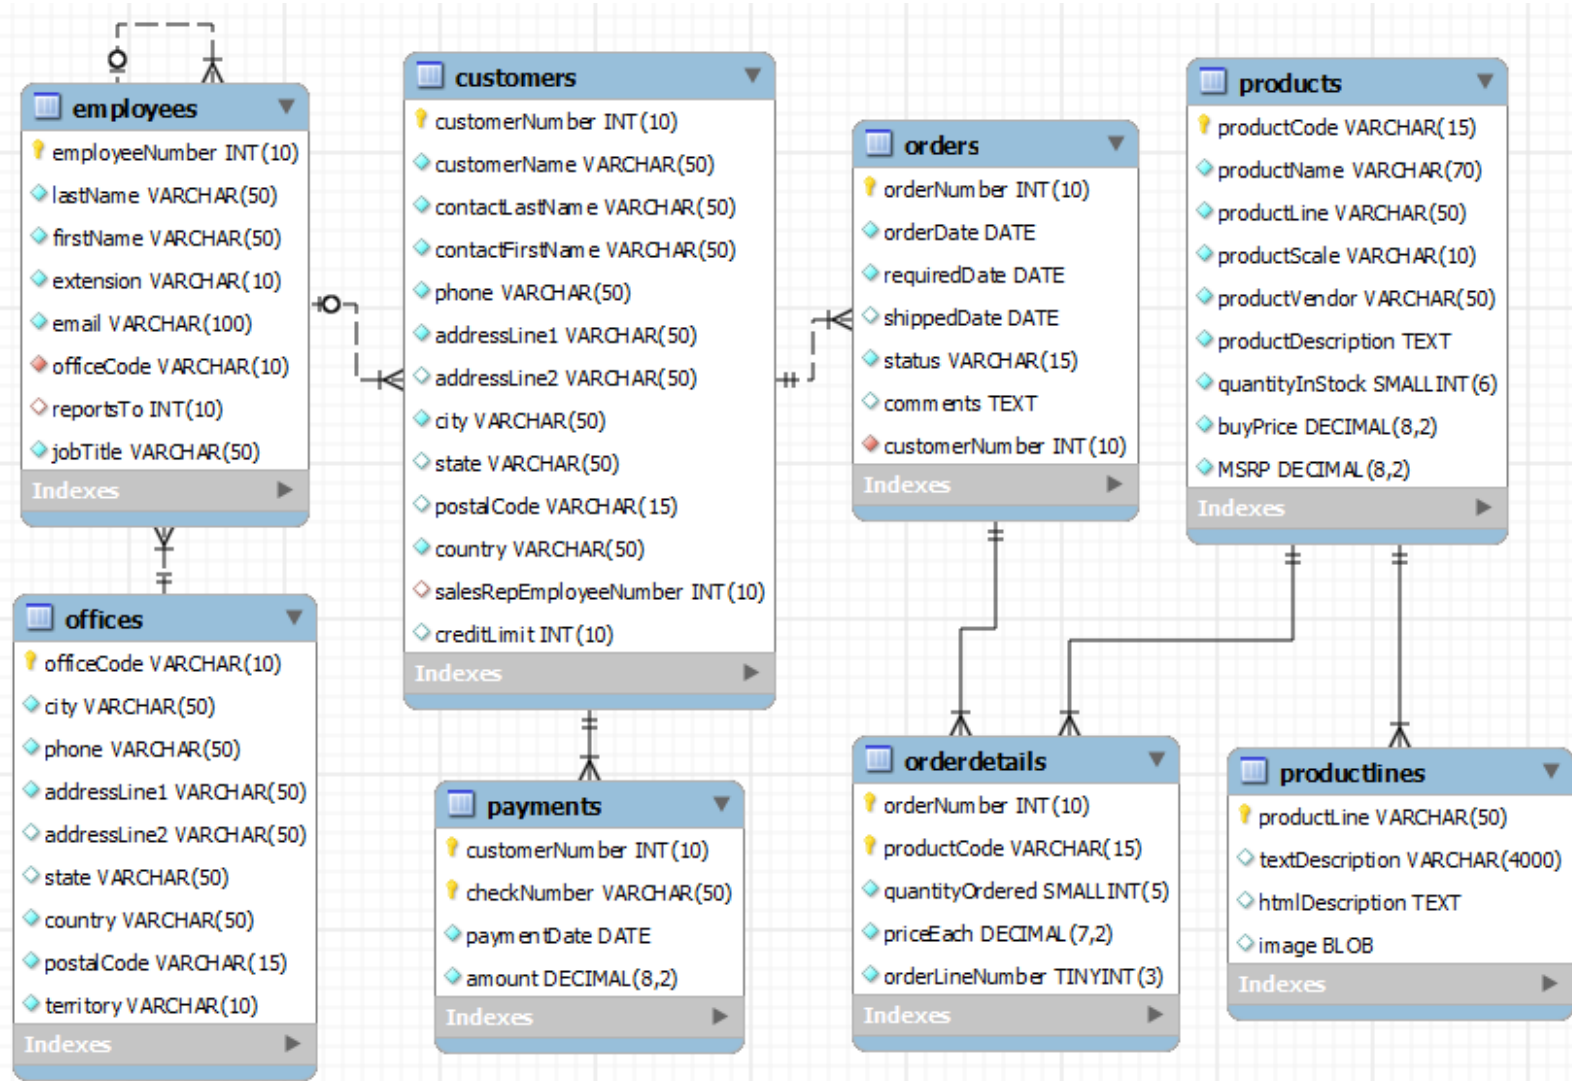 employees
employeeNumber INT(10)
lastName VARCHAR(50)
firstName VARCHAR(50)
extension VARCHAR(10)
email VARCHAR(100)
officeCode VARCHAR(10)
reportsTo INT(10)
jobTitle VARCHAR(50)
Indexes
offices
officeCode VARCHAR(10)
city VARCHAR(50)
phone VARCHAR(50)
addressLine1 VARCHAR(50)
addressLine2 VARCHAR(50)
state VARCHAR(50)
country VARCHAR(50)
postalCode VARCHAR(15)
territory VARCHAR(10)
Indexes
customers
customerNumber INT(10)
customerName VARCHAR(50)
contactLastName VARCHAR(50)
contactFirstName VARCHAR(50)
phone VARCHAR(50)
addressLine1 VARCHAR(50)
addressLine2 VARCHAR(50)
city VARCHAR(50)
state VARCHAR(50)
postalCode VARCHAR(15)
country VARCHAR(50)
salesRepEmployeeNumber INT(10)
creditLimit INT(10)
Indexes
payments
customerNumber INT(10)
checkNumber VARCHAR(50)
paymentDate DATE
amount DECIMAL(8,2)
Indexes
orders
orderNumber INT(10)
orderDate DATE
requiredDate DATE
shippedDate DATE
status VARCHAR(15)
comments TEXT
customerNumber INT(10)
Indexes
orderdetails
orderNumber INT(10)
productCode VARCHAR(15)
quantityOrdered SMALLINT(5)
priceEach DECIMAL(7,2)
orderLineNumber TINYINT(3)
Indexes
products
productCode VARCHAR(15)
productName VARCHAR(70)
productLine VARCHAR(50)
productScale VARCHAR(10)
productVendor VARCHAR(50)
productDescription TEXT
quantityInStock SMALLINT(6)
buyPrice DECIMAL(8,2)
MSRP DECIMAL(8,2)
Indexes
productlines
productLine VARCHAR(50)
textDescription VARCHAR(4000)
htmlDescription TEXT
image BLOB
Indexes